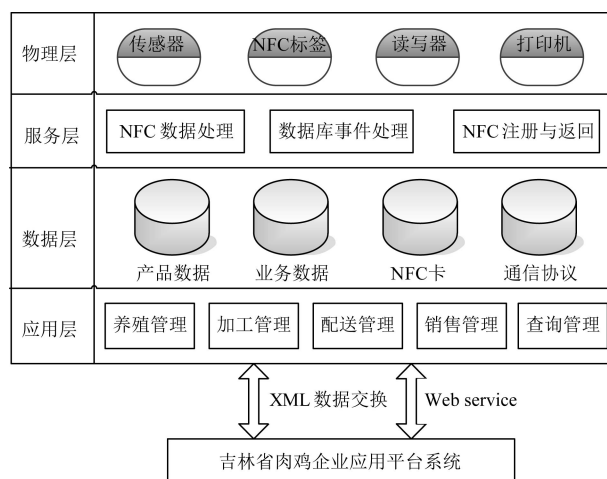 物理层 传感器 NFC标签 读写器 打印机
服务层 NFC 数据处理 数据库事件处理 NFC 注册与返回
数据层 产品数据 业务数据 NFC卡 通信协议
应用层 养殖管理 加工管理 配送管理 销售管理 查询管理
XML 数据交换 Web service
吉林省肉鸡企业应用平台系统